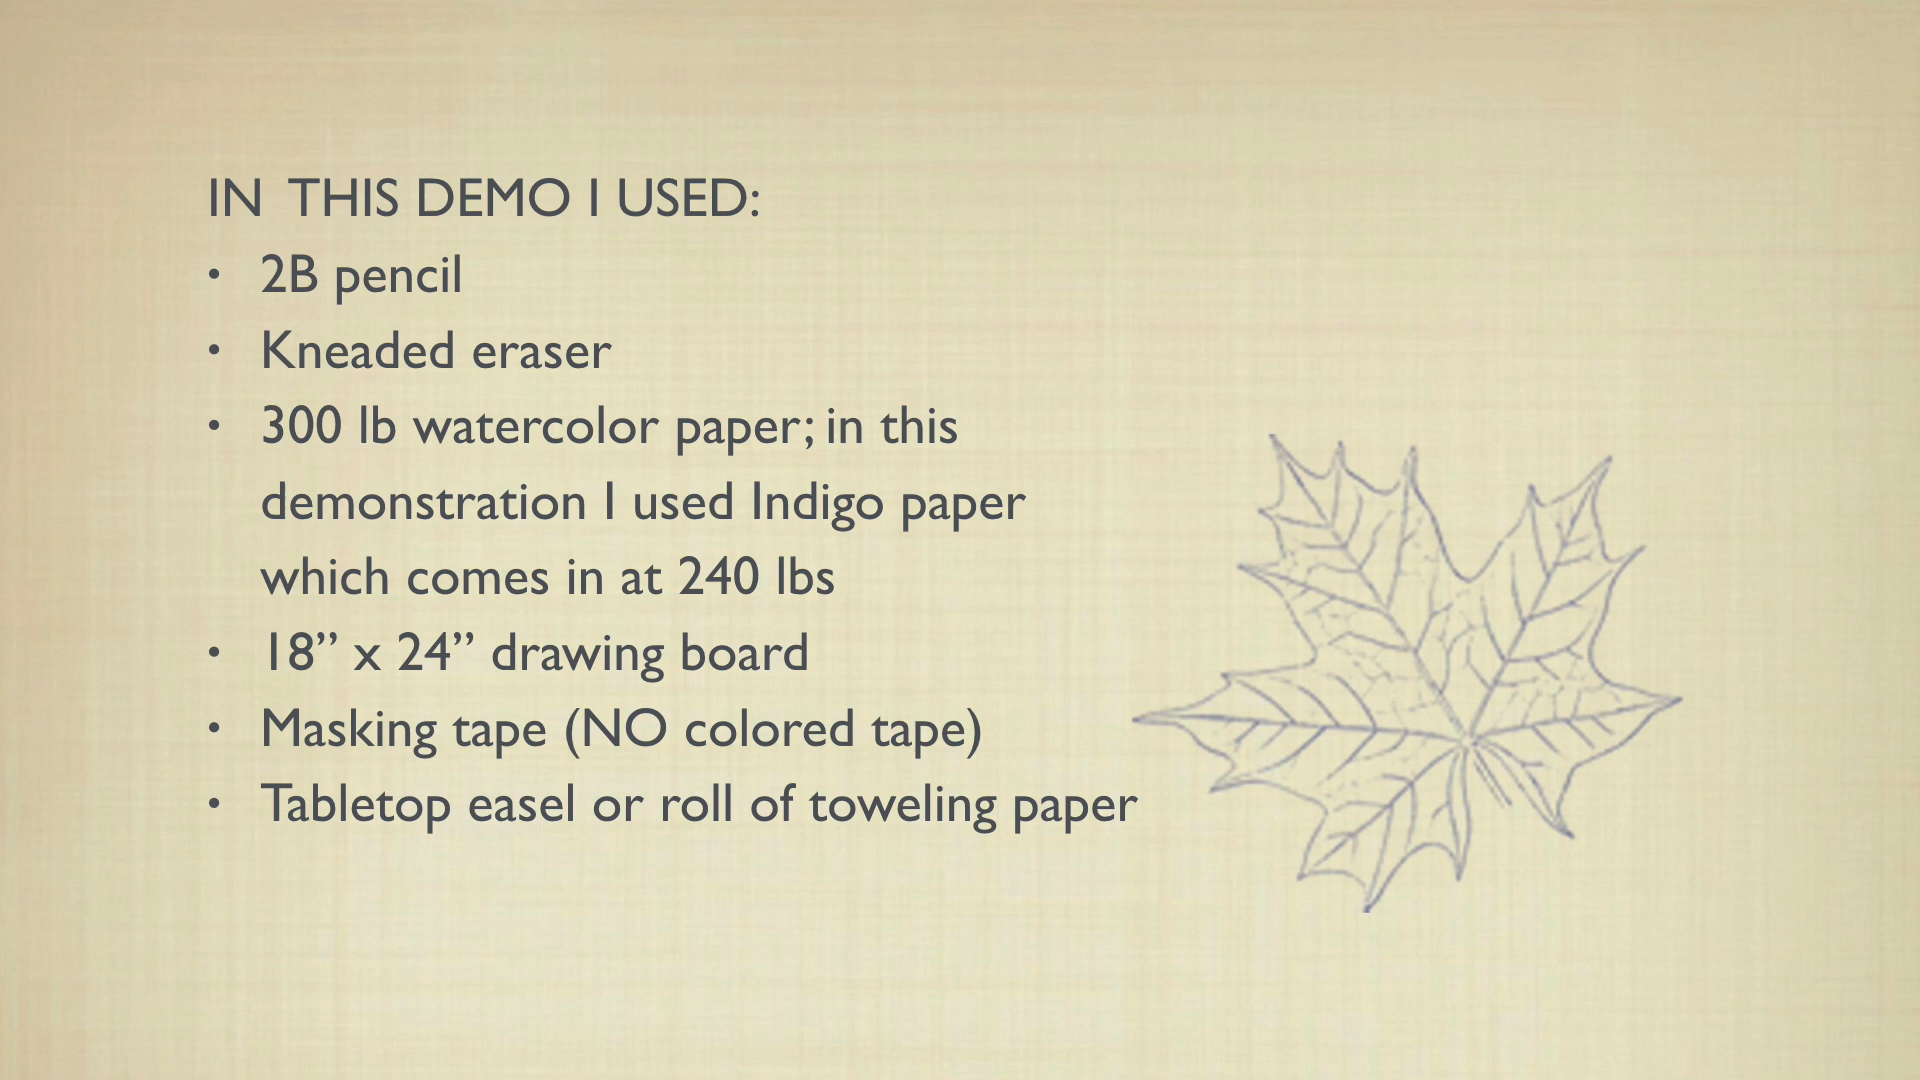 IN THIS DEMO I USED:
• 2B pencil
• Kneaded eraser
• 300 lb watercolor paper; in this
demonstration I used Indigo paper
which comes in at 240 lbs
• 18” x 24” drawing board
• Masking tape (NO colored tape)
• Tabletop easel or roll of toweling paper